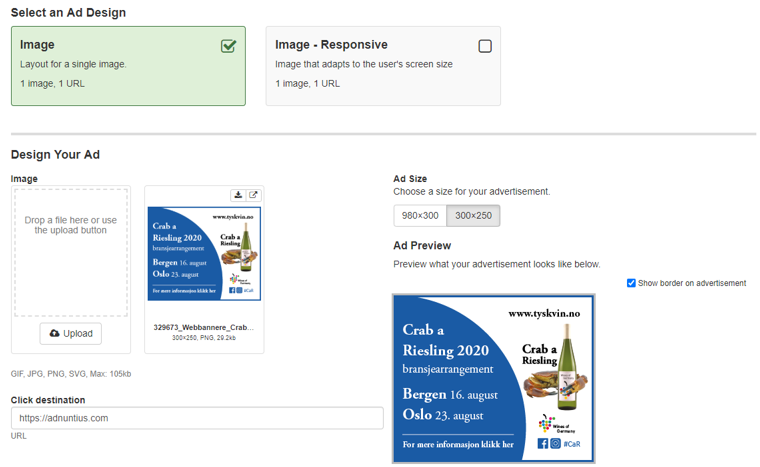 Select an Ad Design
Image
Layout for a single image.
1 image, 1 URL
Image - Responsive
Image that adapts to the user's screen size
1 image, 1 URL
Design Your Ad
Image
Drop a file here or use
the upload button
Upload
www.tyskvin.no
Crab a
Riesling 2020
bransjearrangement
Bergen 16. august
Oslo 23. august
For mere informasjon klikk her
Crab a
Riesling
Wines of
Germany
#CaR
329673_Webbannere_Crab...
300×250, PNG, 29.2kb
GIF, JPG, PNG, SVG, Max: 105kb
Click destination
https://adnuntius.com
URL
Ad Size
Choose a size for your advertisement.
980×300
300×250
Ad Preview
Preview what your advertisement looks like below.
Show border on advertisement
www.tyskvin.no
Crab a
Riesling 2020
bransjearrangement
Bergen 16. august
Oslo 23. august
For mere informasjon klikk her
Crab a
Riesling
Wines of
Germany
#CaR